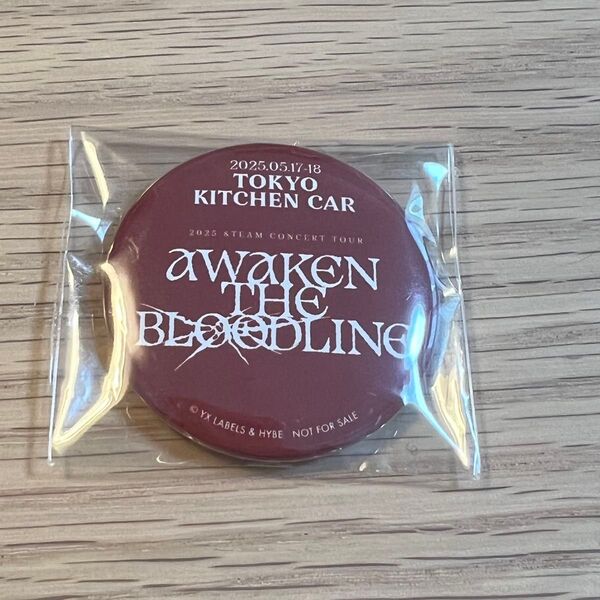 2025.05.17-18
TOKYO
KITCHEN CAR
2025 &TEAM CONCERT TOUR
AWAKEN
THE
BLOODLINE
© YX LABELS & HYBE NOT FOR SALE